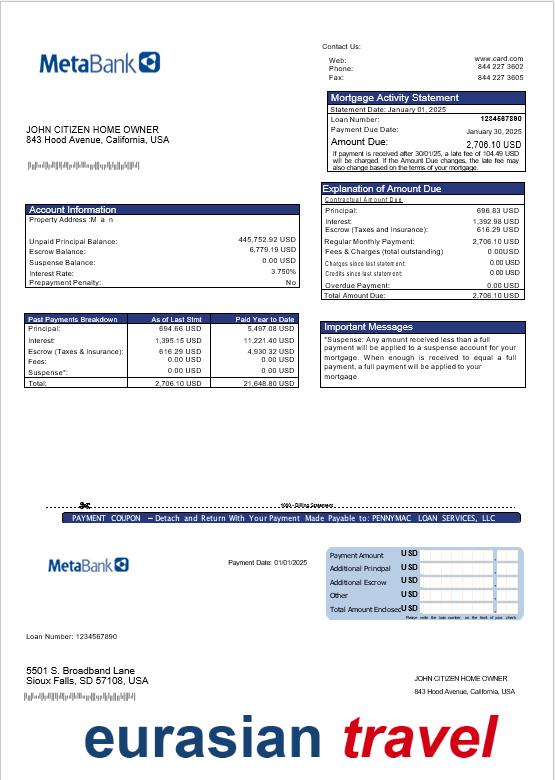 Contact Us:
MetaBank
Web: www.card.com
Phone: 844 227 3602
Fax: 844 227 3605
Mortgage Activity Statement
Statement Date: January 01, 2025
Loan Number: 1234567890
Payment Due Date: January 30, 2025
Amount Due: 2,706.10 USD
If payment is received after 30/01/25, a late fee of 104.49 USD
will be charged. If the Amount Due changes, the late fee may
also change based on the terms of your mortgage.
JOHN CITIZEN HOME OWNER
843 Hood Avenue, California, USA
Explanation of Amount Due
Contractual Amount Due
Principal: 696.83 USD
Interest: 1,392.98 USD
Escrow (Taxes and Insurance): 616.29 USD
Regular Monthly Payment: 2,706.10 USD
Fees & Charges (total outstanding) 0.00USD
Charges since last statement: 0.00 USD
Credits since last statement: 0.00 USD
Overdue Payment: 0.00 USD
Total Amount Due: 2,706.10 USD
Account Information
Property Address :M a n
Unpaid Principal Balance: 445,752.92 USD
Escrow Balance: 6,779.19 USD
Suspense Balance: 0.00 USD
Interest Rate: 3.750%
Prepayment Penalty: No
Past Payments Breakdown As of Last Stmt Paid Year to Date
Principal: 694.66 USD 5,497.08 USD
Interest: 1,395.15 USD 11,221.40 USD
Escrow (Taxes & Insurance): 616.29 USD 4,930.32 USD
Fees: 0.00 USD 0.00 USD
Suspense*: 0.00 USD 0.00 USD
Total: 2,706.10 USD 21,648.80 USD
Important Messages
*Suspense: Any amount received less than a full
payment will be applied to a suspense account for your
mortgage. When enough is received to equal a full
payment, a full payment will be applied to your
mortgage.
1000 - Billing Statement
PAYMENT COUPON – Detach and Return With Your Payment Made Payable to: PENNYMAC LOAN SERVICES, LLC
MetaBank
Payment Date: 01/01/2025
Payment Amount USD
Additional Principal USD
Additional Escrow USD
Other USD
Total Amount Enclosed USD
Please write the loan number on the front of your check
Loan Number: 1234567890
5501 S. Broadband Lane
Sioux Falls, SD 57108, USA
JOHN CITIZEN HOME OWNER
843 Hood Avenue, California, USA
eurasian travel